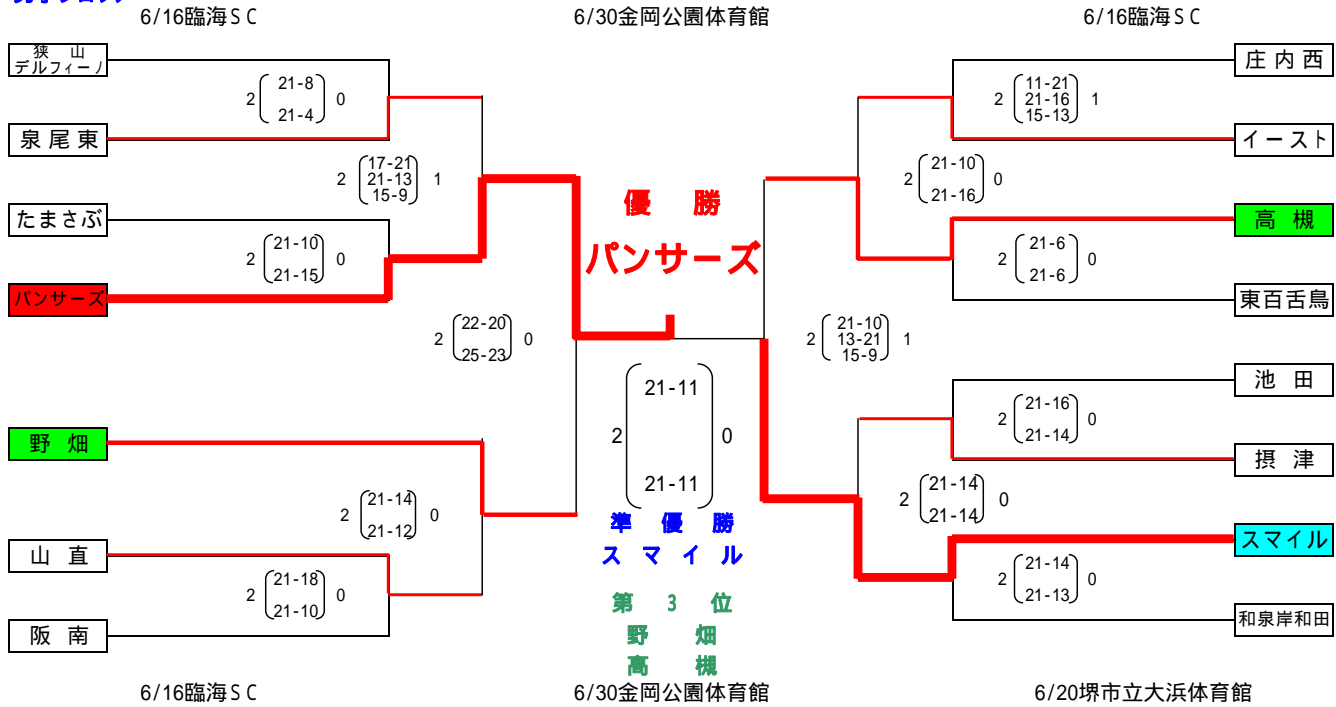 6/16臨海SC
6/30金岡公園体育館
6/16臨海SC
狭 山
デルフィーノ
泉 尾 東
たまさぶ
パンサーズ
野 畑
山 直
阪 南
2 21-8 0
21-4
17-21
2 21-13 1
15-9
2 21-10 0
21-15
2 22-20 0
25-23
2 21-14 0
21-12
2 21-18 0
21-10
優 勝
パンサーズ
21-11
2 0
21-11
準 優 勝
ス マ イ ル
第 3 位
野 畑
高 槻
11-21
2 21-16 1
15-13
2 21-10 0
21-16
2 21-6 0
21-6
21-10
2 13-21 1
15-9
2 21-16 0
21-14
2 21-14 0
21-14
2 21-14 0
21-13
庄 内 西
イースト
高 槻
東百舌鳥
池 田
摂 津
スマイル
和泉岸和田
6/16臨海SC
6/30金岡公園体育館
6/20堺市立大浜体育館